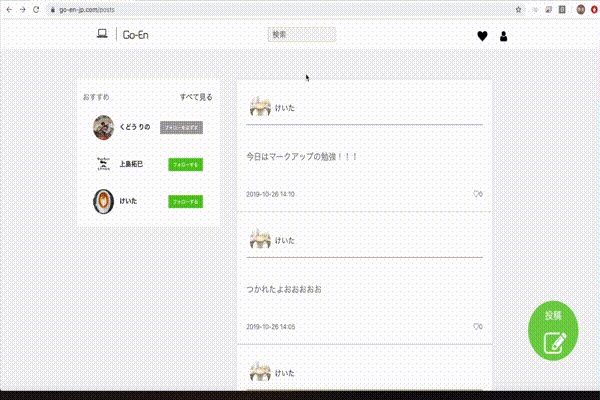 go-en-jp.com/posts
Go-En
検索
おすすめ すべて見る
くどう りの フォローをはずす
上島拓巳 フォローする
けいた フォローする
けいた
今日はマークアップの勉強！！！
2019-10-26 14:10 ♡0
けいた
つかれたよおおおおお
2019-10-26 14:05 ♡0
けいた
投稿